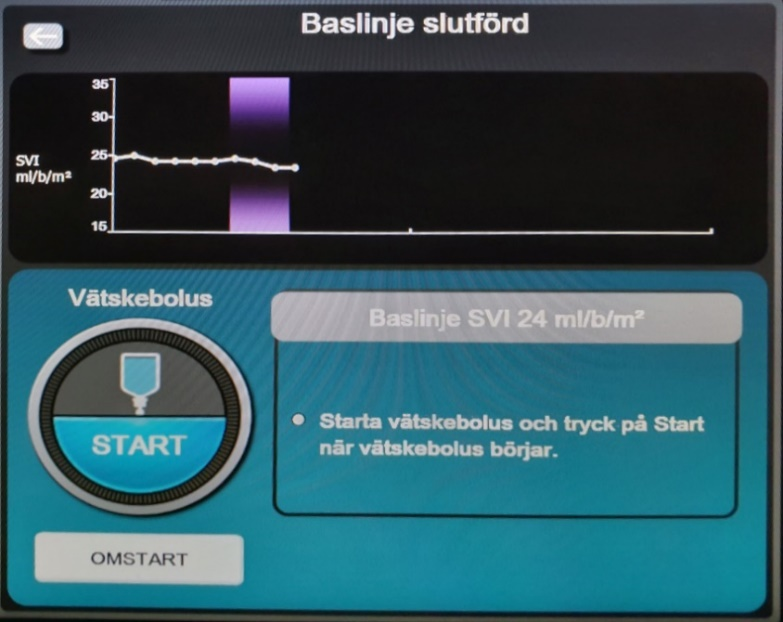 Baslinje slutförd
35
30
25
20
15
SVI
ml/b/m²
Vätskebolus
START
OMSTART
Baslinje SVI 24 ml/b/m²
Starta vätskebolus och tryck på Start
när vätskebolus börjar.